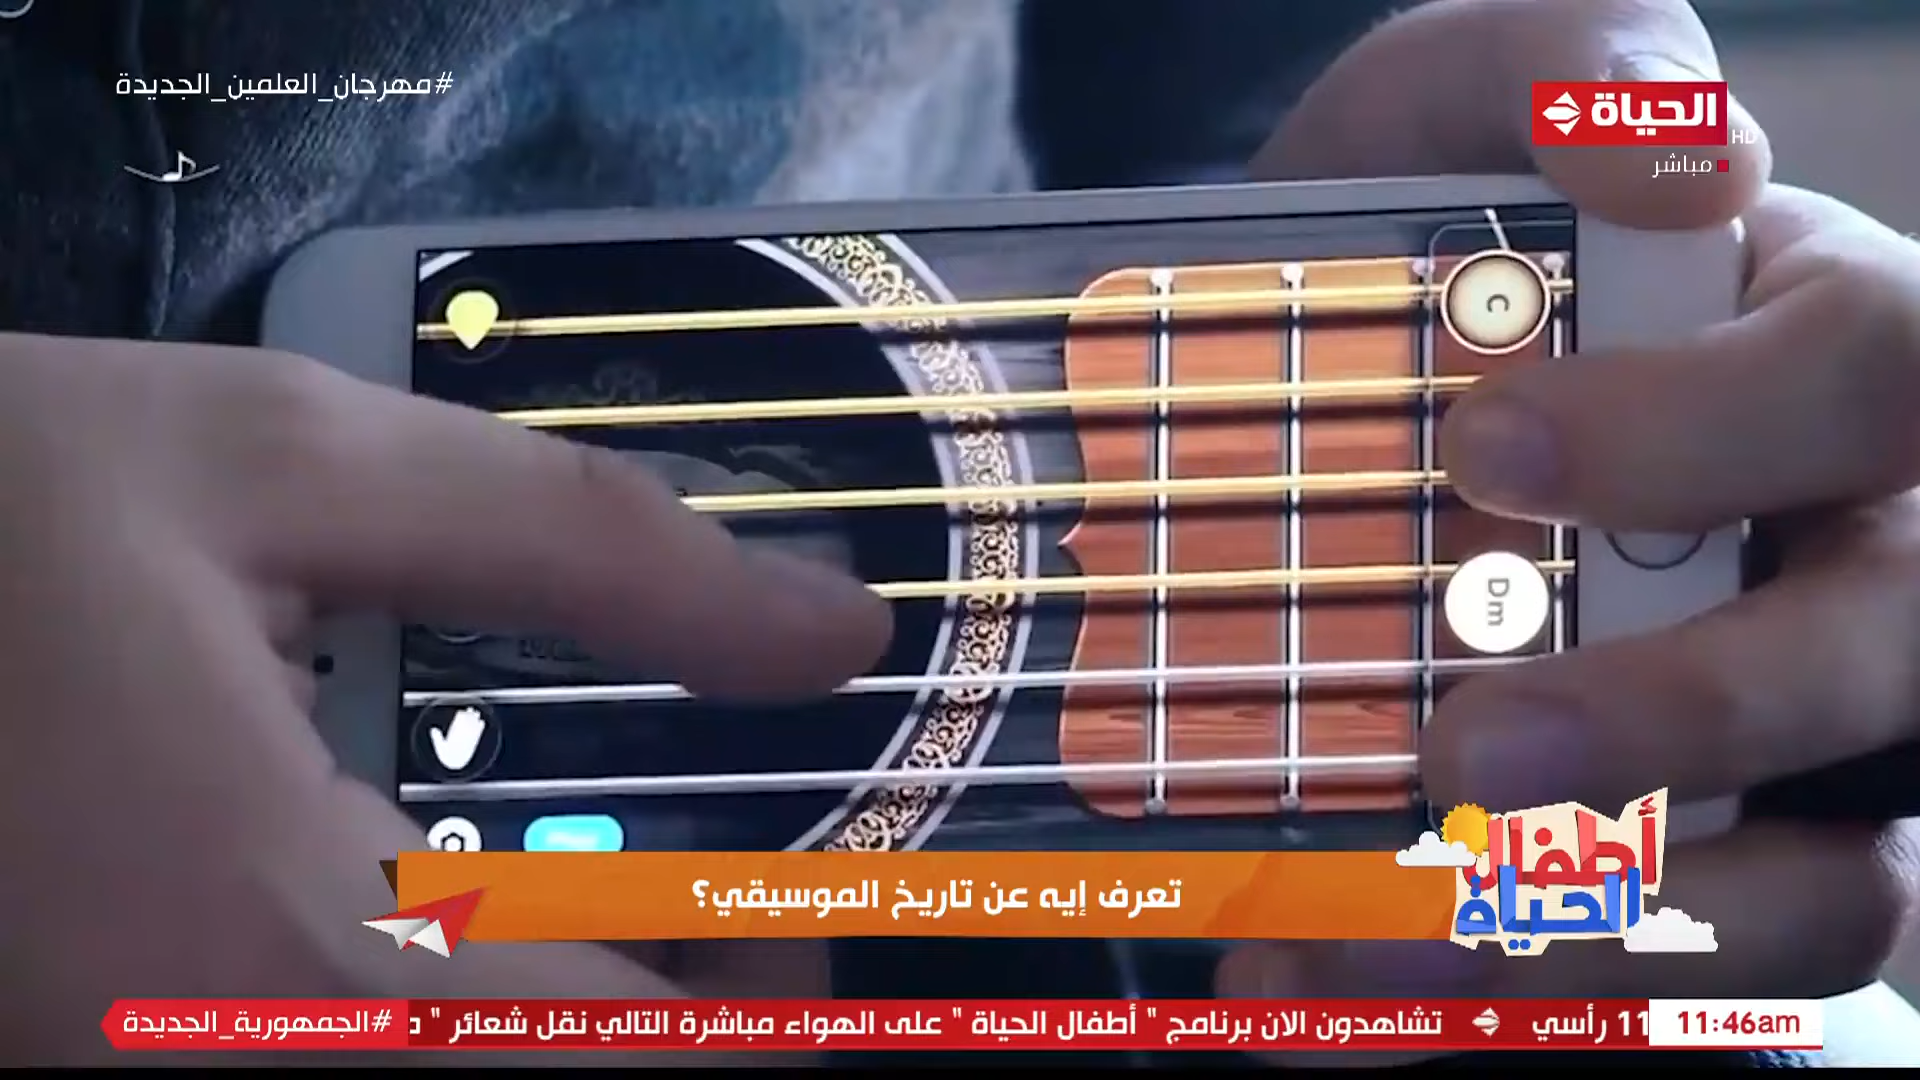 #مهرجان_العلمين_الجديدة
الحياة
HD
مباشر
C
Dm
أطفال
الحياة
تعرف إيه عن تاريخ الموسيقي؟
11:46am
11 رأسي
تشاهدون الان برنامج " أطفال الحياة " على الهواء مباشرة التالي نقل شعائر "
#الجمهورية_الجديدة